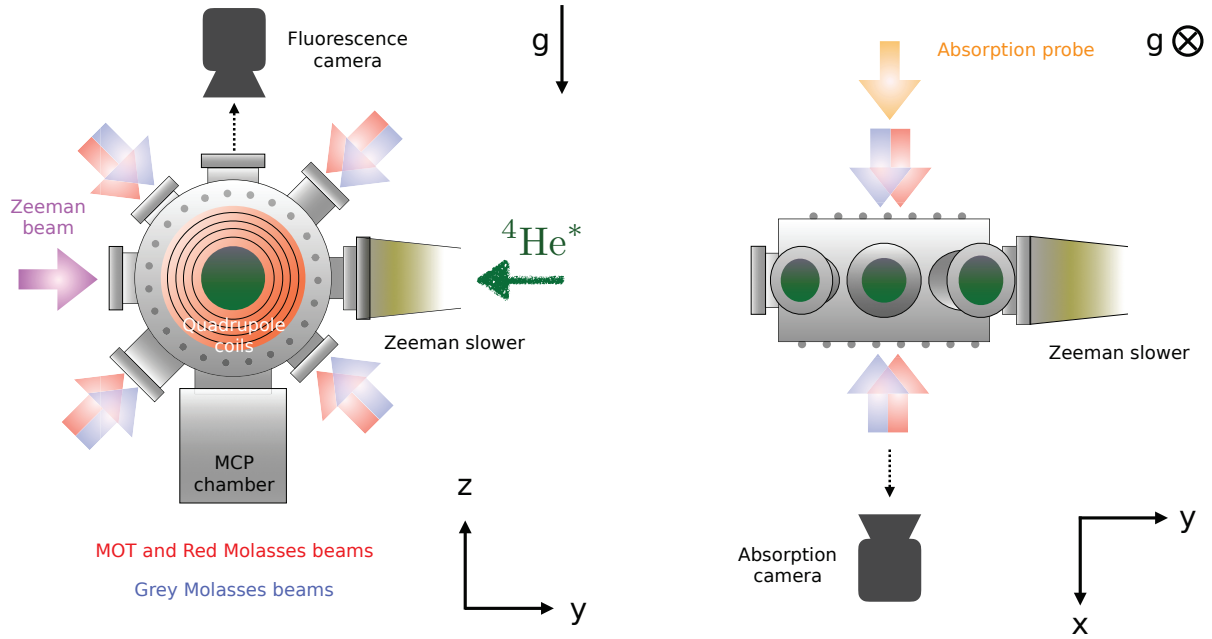 Fluorescence
camera
g
Zeeman
beam
⁴He*
Quadrupole
coils
Zeeman slower
MCP
chamber
z
y
MOT and Red Molasses beams
Grey Molasses beams
Absorption probe
g
Zeeman slower
Absorption
camera
y
x